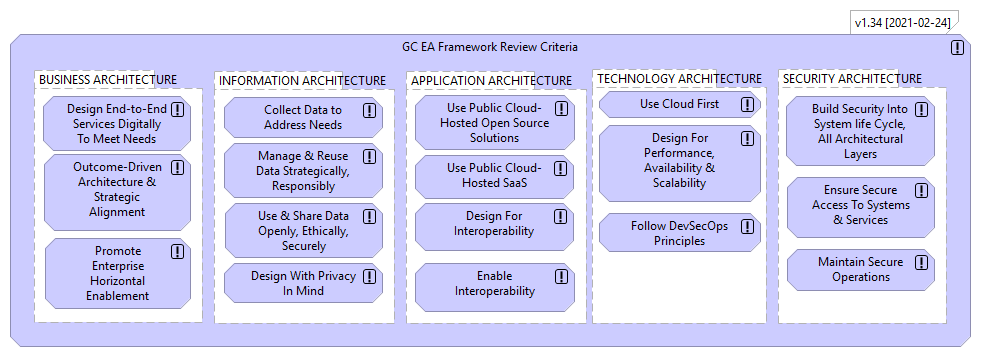 v1.34 [2021-02-24]
GC EA Framework Review Criteria
BUSINESS ARCHITECTURE
Design End-to-End
Services Digitally
To Meet Needs
Outcome-Driven
Architecture &
Strategic
Alignment
Promote
Enterprise
Horizontal
Enablement
INFORMATION ARCHITECTURE
Collect Data to
Address Needs
Manage & Reuse
Data Strategically,
Responsibly
Use & Share Data
Openly, Ethically,
Securely
Design With Privacy
In Mind
APPLICATION ARCHITECTURE
Use Public Cloud-
Hosted Open Source
Solutions
Use Public Cloud-
Hosted SaaS
Design For
Interoperability
Enable
Interoperability
TECHNOLOGY ARCHITECTURE
Use Cloud First
Design For
Performance,
Availability &
Scalability
Follow DevSecOps
Principles
SECURITY ARCHITECTURE
Build Security Into
System life Cycle,
All Architectural
Layers
Ensure Secure
Access To Systems
& Services
Maintain Secure
Operations